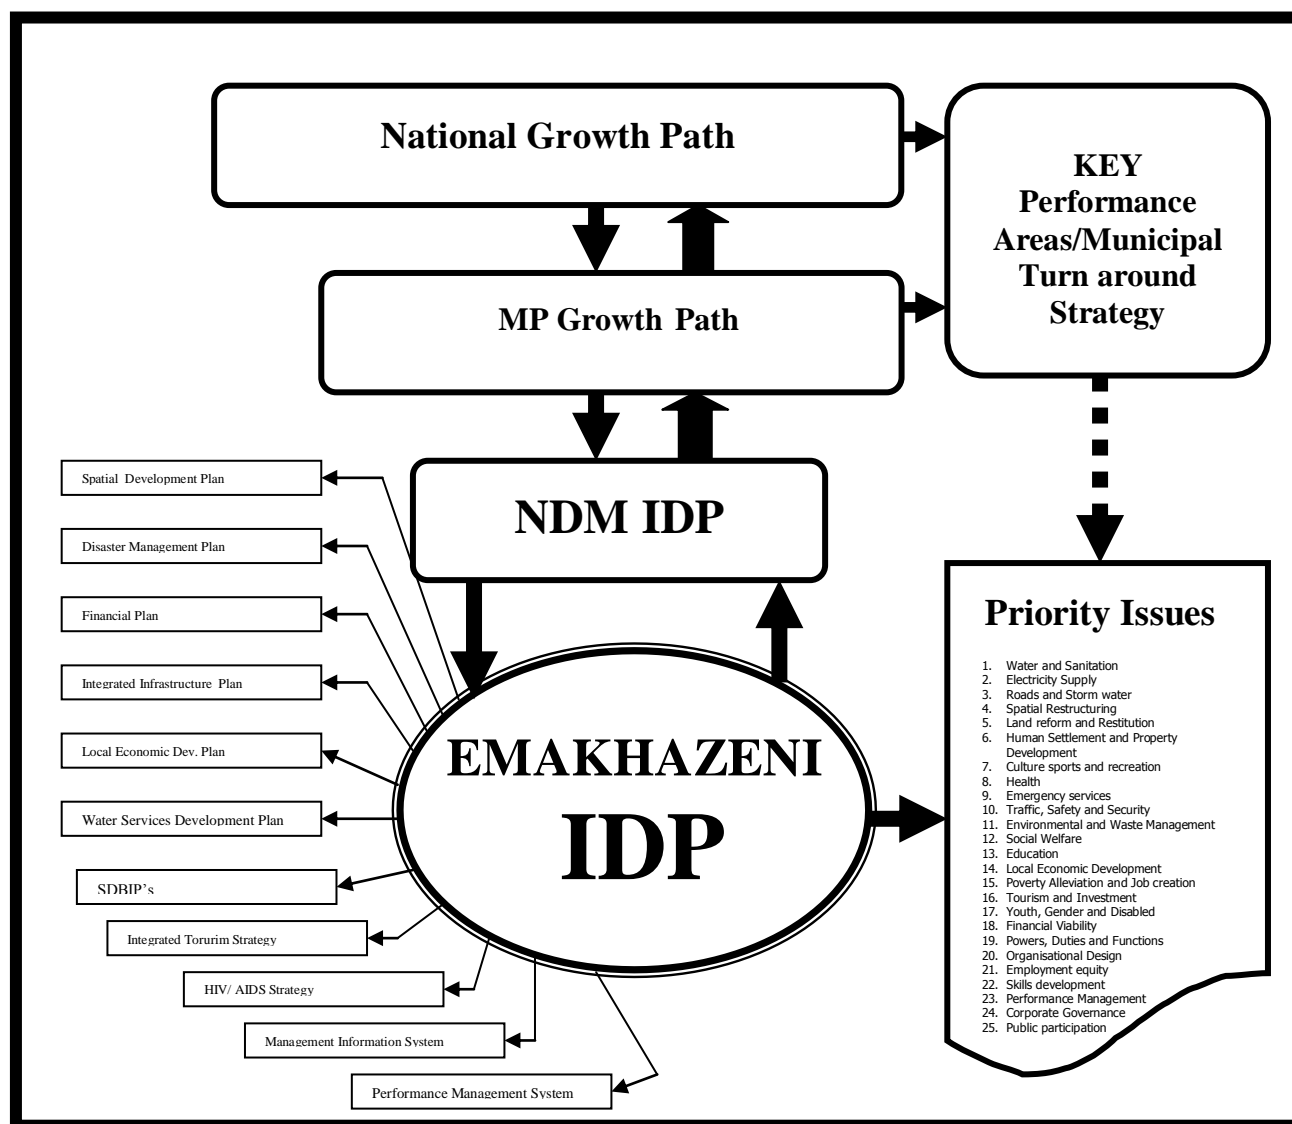 National Growth Path
KEY
Performance
Areas/Municipal
Turn around
Strategy
MP Growth Path
NDM IDP
Spatial Development Plan
Disaster Management Plan
Financial Plan
Integrated Infrastructure Plan
Local Economic Dev. Plan
Water Services Development Plan
SDBIP's
Integrated Torurim Strategy
HIV/ AIDS Strategy
Management Information System
Performance Management System
EMAKHAZENI
IDP
Priority Issues
1. Water and Sanitation
2. Electricity Supply
3. Roads and Storm water
4. Spatial Restructuring
5. Land reform and Restitution
6. Human Settlement and Property
Development
7. Culture sports and recreation
8. Health
9. Emergency services
10. Traffic, Safety and Security
11. Environmental and Waste Management
12. Social Welfare
13. Education
14. Local Economic Development
15. Poverty Alleviation and Job creation
16. Tourism and Investment
17. Youth, Gender and Disabled
18. Financial Viability
19. Powers, Duties and Functions
20. Organisational Design
21. Employment equity
22. Skills development
23. Performance Management
24. Corporate Governance
25. Public participation